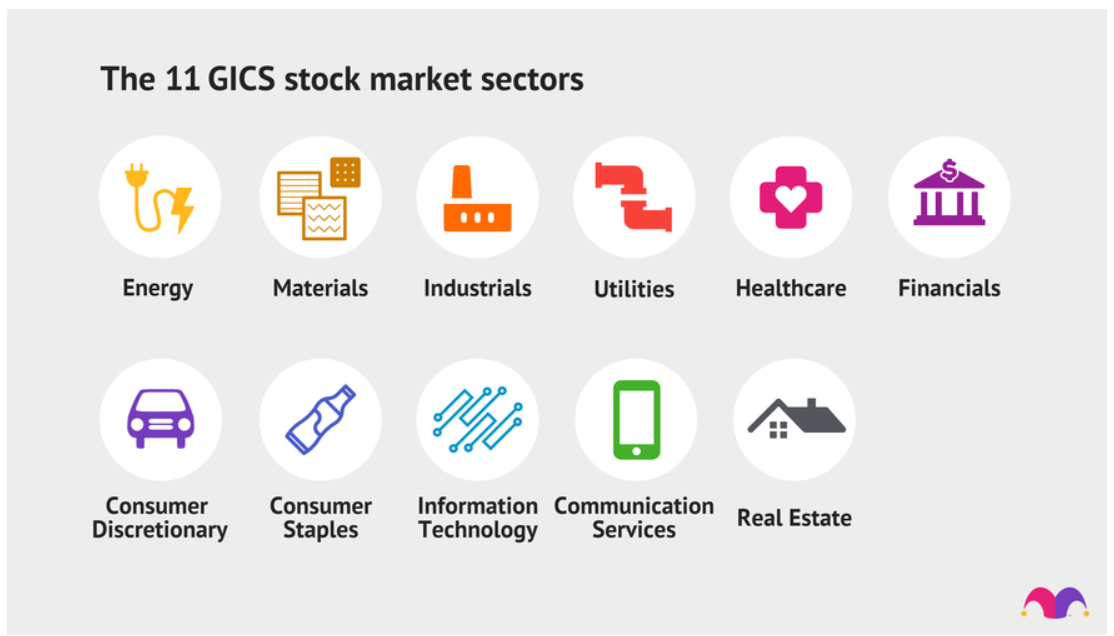 The 11 GICS stock market sectors
Energy
Materials
Industrials
Utilities
Healthcare
Financials
Consumer
Discretionary
Consumer
Staples
Information
Technology
Communication
Services
Real Estate